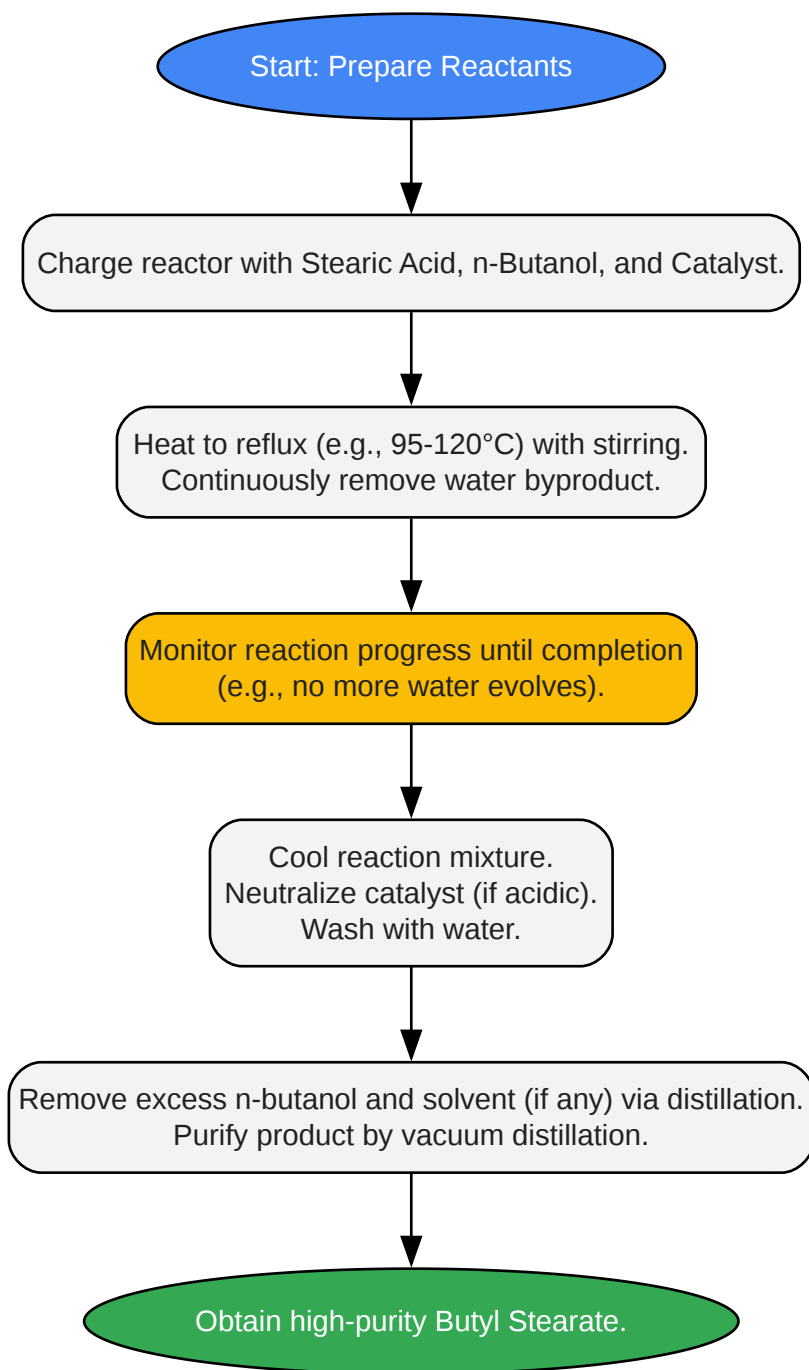 Start: Prepare Reactants
Charge reactor with Stearic Acid, n-Butanol, and Catalyst.
Heat to reflux (e.g., 95-120°C) with stirring.
Continuously remove water byproduct.
Monitor reaction progress until completion
(e.g., no more water evolves).
Cool reaction mixture.
Neutralize catalyst (if acidic).
Wash with water.
Remove excess n-butanol and solvent (if any) via distillation.
Purify product by vacuum distillation.
Obtain high-purity Butyl Stearate.